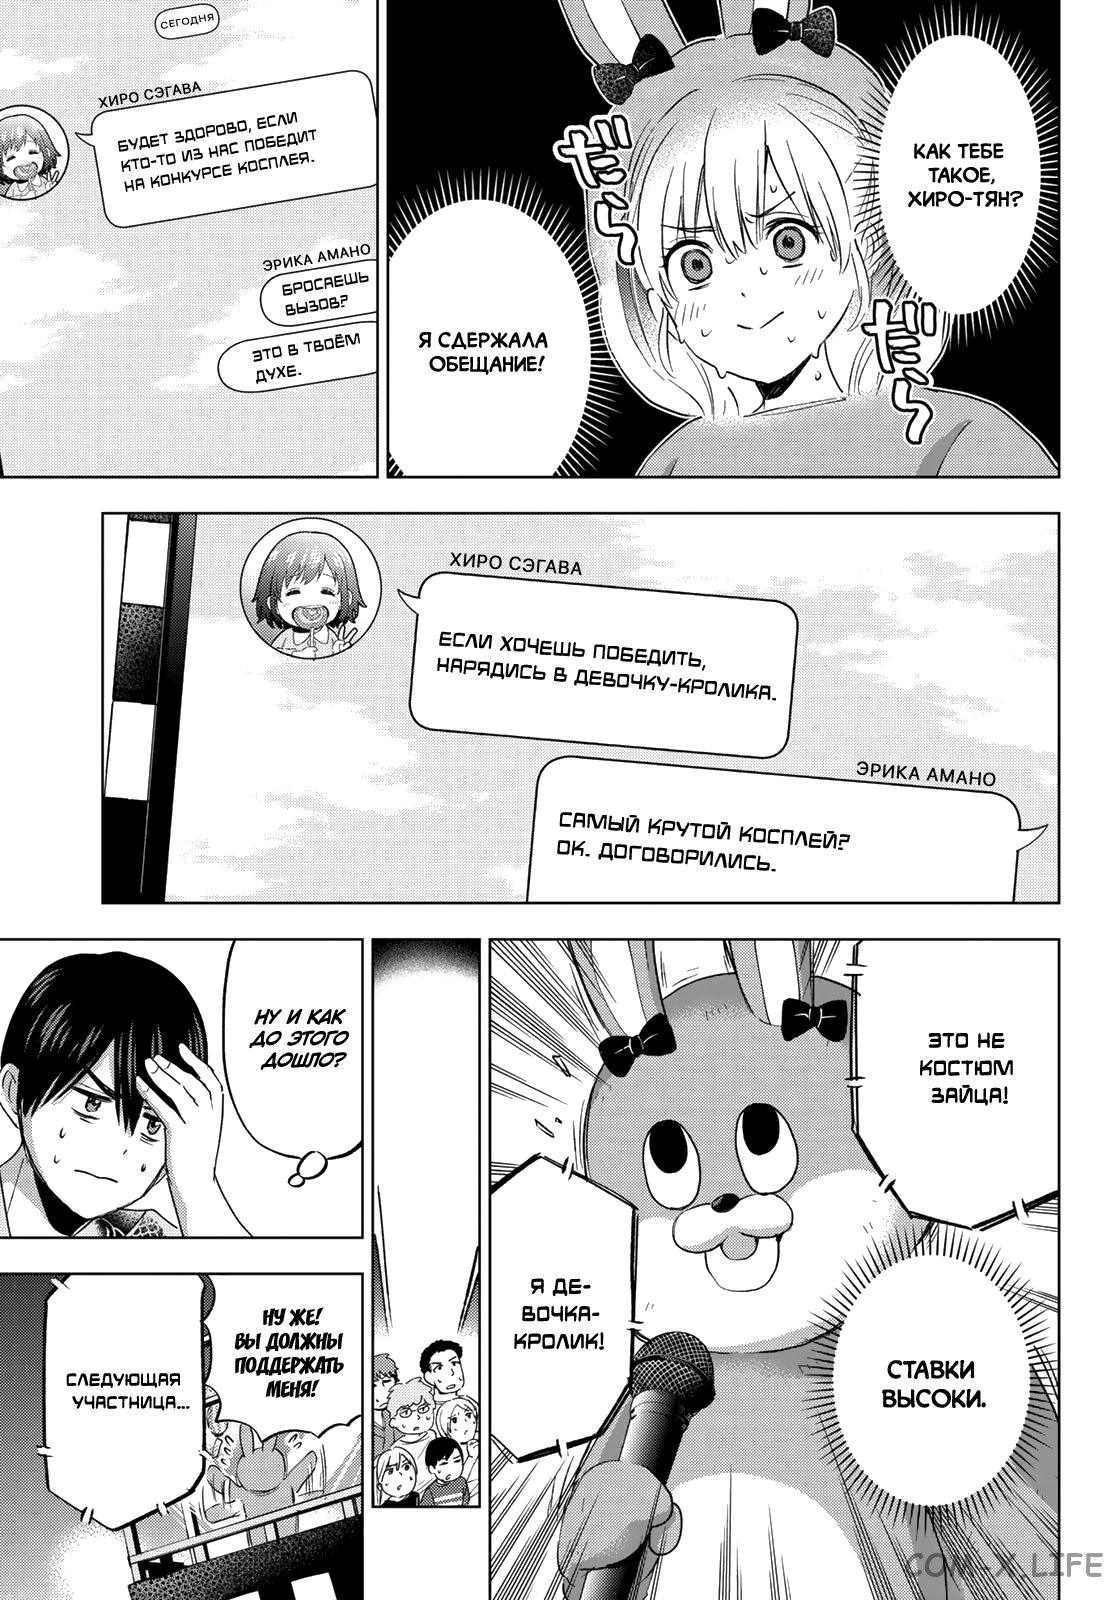 КАК ТЕБЕ
ТАКОЕ,
ХИРО-ТЯН?
だら
だら
Я СДЕРЖАЛА
ОБЕЩАНИЕ!
СЕГОДНЯ
ХИРО СЭГАВА
БУДЕТ ЗДОРОВО, ЕСЛИ
КТО-ТО ИЗ НАС ПОБЕДИТ
НА КОНКУРСЕ КОСПЛЕЯ.
ЭРИКА АМАНО
БРОСАЕШЬ
ВЫЗОВ?
ЭТО В ТВОЁМ
ДУХЕ.
ХИРО СЭГАВА
ЕСЛИ ХОЧЕШЬ ПОБЕДИТЬ,
НАРЯДИСЬ В ДЕВОЧКУ-КРОЛИКА.
ЭРИКА АМАНО
САМЫЙ КРУТОЙ КОСПЛЕЙ?
ОК. ДОГОВОРИЛИСЬ.
ЭТО НЕ
КОСТЮМ
ЗАЙЦА!
Я ДЕ-
ВОЧКА-
КРОЛИК!
СТАВКИ
ВЫСОКИ.
НУ И КАК
ДО ЭТОГО
ДОШЛО?
НУ ЖЕ!
ВЫ ДОЛЖНЫ
ПОДДЕРЖАТЬ
МЕНЯ!
СЛЕДУЮЩАЯ
УЧАСТНИЦА...
COM-X.LIFE